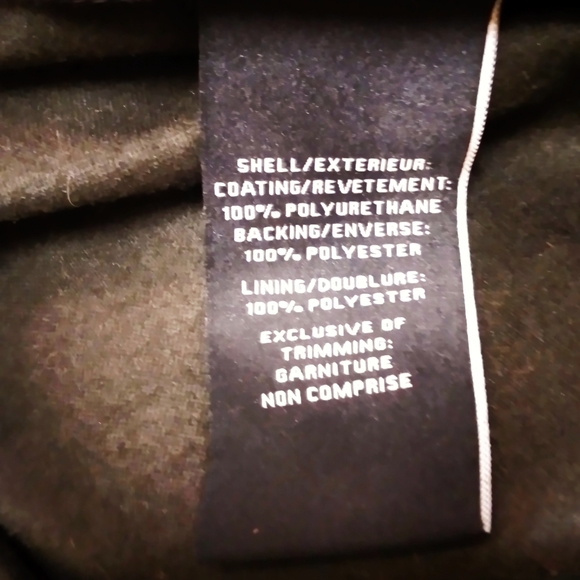 SHELL/EXTERIEUR:
COATING/REVETEMENT:
100% POLYURETHANE
BACKING/ENVERSE:
100% POLYESTER
LINING/DOUBLURE:
100% POLYESTER
EXCLUSIVE OF
TRIMMING:
GARNITURE
NON COMPRISE